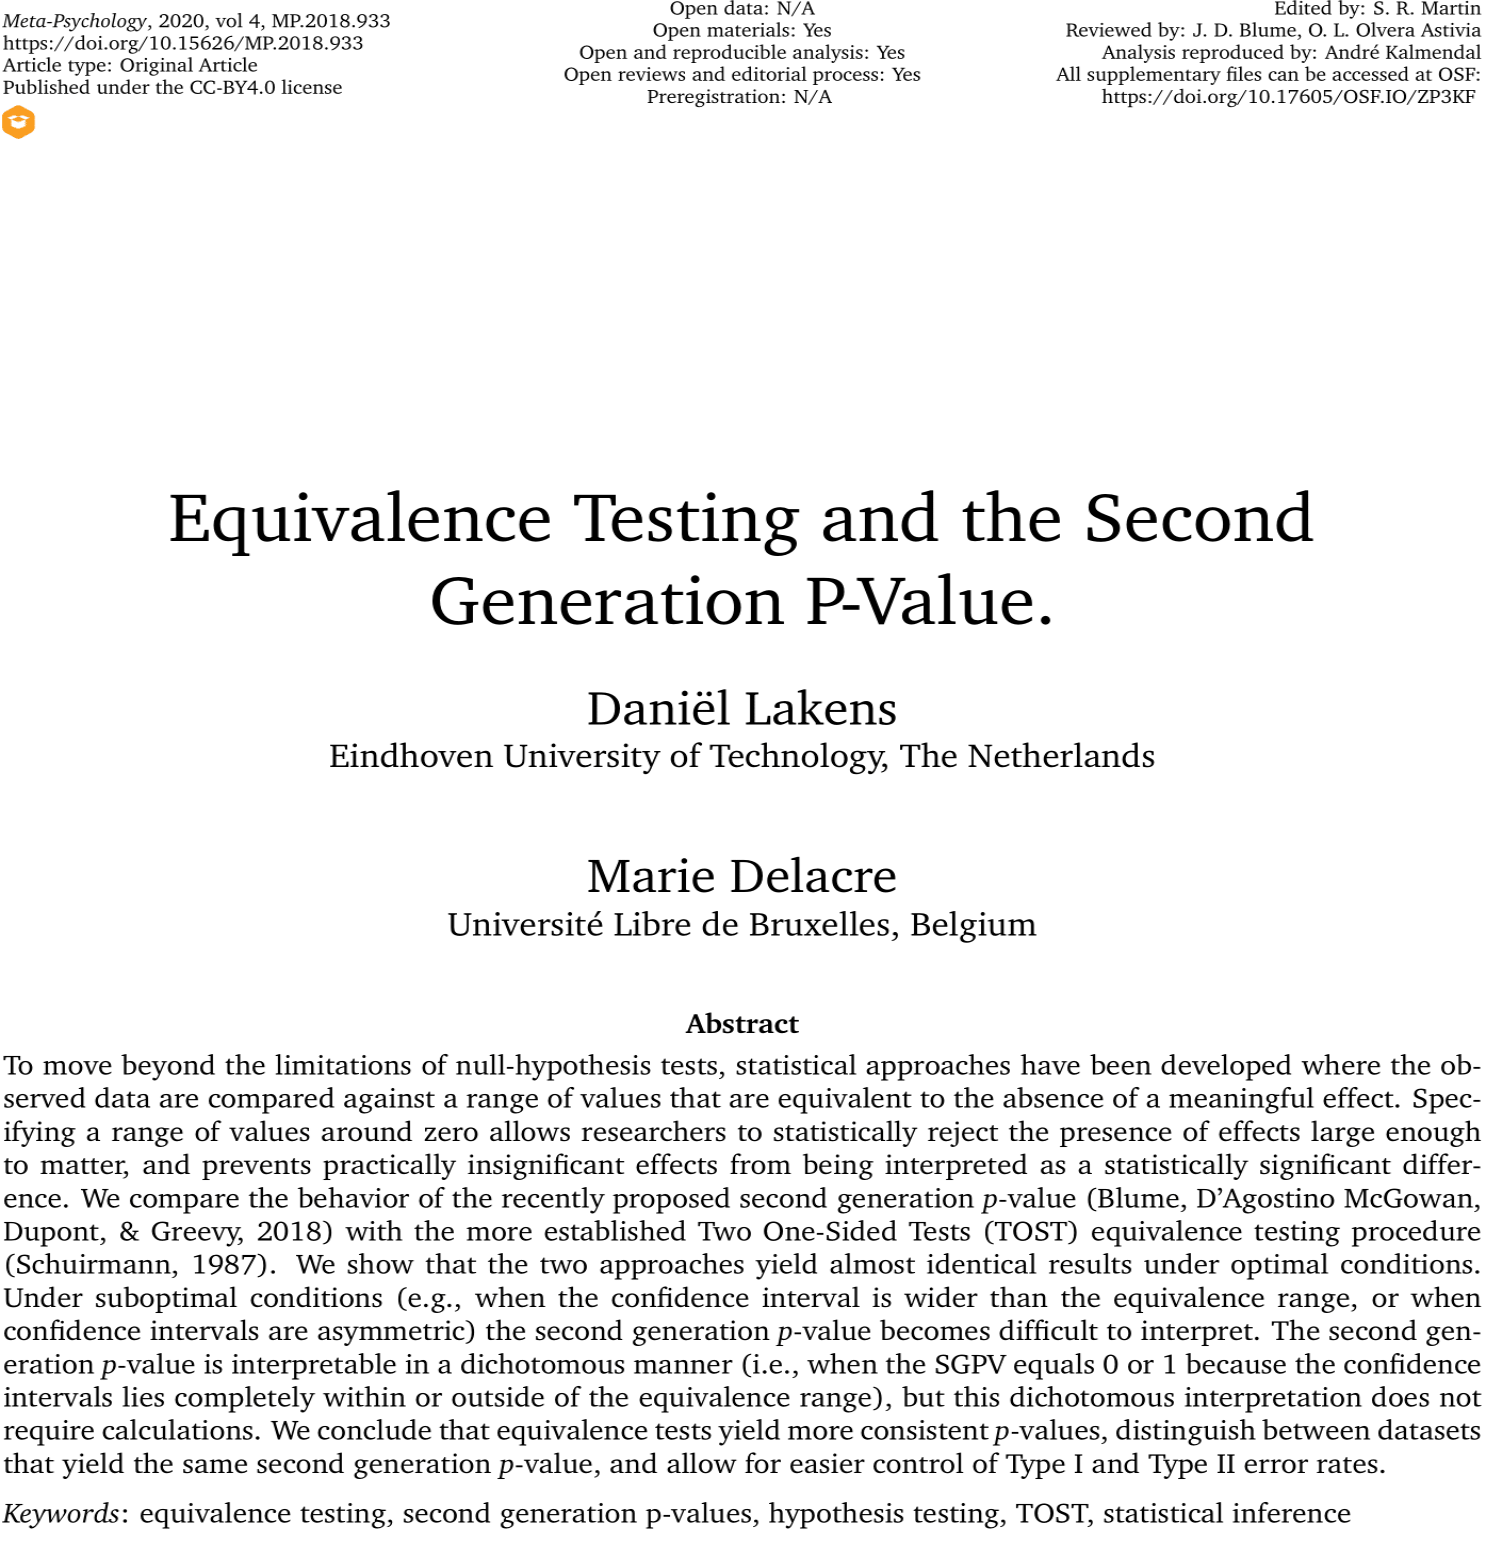 Meta-Psychology, 2020, vol 4, MP.2018.933
https://doi.org/10.15626/MP.2018.933
Article type: Original Article
Published under the CC-BY4.0 license
Open data: N/A
Open materials: Yes
Open and reproducible analysis: Yes
Open reviews and editorial process: Yes
Preregistration: N/A
Edited by: S. R. Martin
Reviewed by: J. D. Blume, O. L. Olvera Astivia
Analysis reproduced by: André Kalmendal
All supplementary files can be accessed at OSF:
https://doi.org/10.17605/OSF.IO/ZP3KF
Equivalence Testing and the Second
Generation P-Value.
Daniël Lakens
Eindhoven University of Technology, The Netherlands
Marie Delacre
Université Libre de Bruxelles, Belgium
Abstract
To move beyond the limitations of null-hypothesis tests, statistical approaches have been developed where the ob-
served data are compared against a range of values that are equivalent to the absence of a meaningful effect. Spec-
ifying a range of values around zero allows researchers to statistically reject the presence of effects large enough
to matter, and prevents practically insignificant effects from being interpreted as a statistically significant differ-
ence. We compare the behavior of the recently proposed second generation p-value (Blume, D’Agostino McGowan,
Dupont, & Greevy, 2018) with the more established Two One-Sided Tests (TOST) equivalence testing procedure
(Schuirmann, 1987). We show that the two approaches yield almost identical results under optimal conditions.
Under suboptimal conditions (e.g., when the confidence interval is wider than the equivalence range, or when
confidence intervals are asymmetric) the second generation p-value becomes difficult to interpret. The second gen-
eration p-value is interpretable in a dichotomous manner (i.e., when the SGPV equals 0 or 1 because the confidence
intervals lies completely within or outside of the equivalence range), but this dichotomous interpretation does not
require calculations. We conclude that equivalence tests yield more consistent p-values, distinguish between datasets
that yield the same second generation p-value, and allow for easier control of Type I and Type II error rates.
Keywords: equivalence testing, second generation p-values, hypothesis testing, TOST, statistical inference